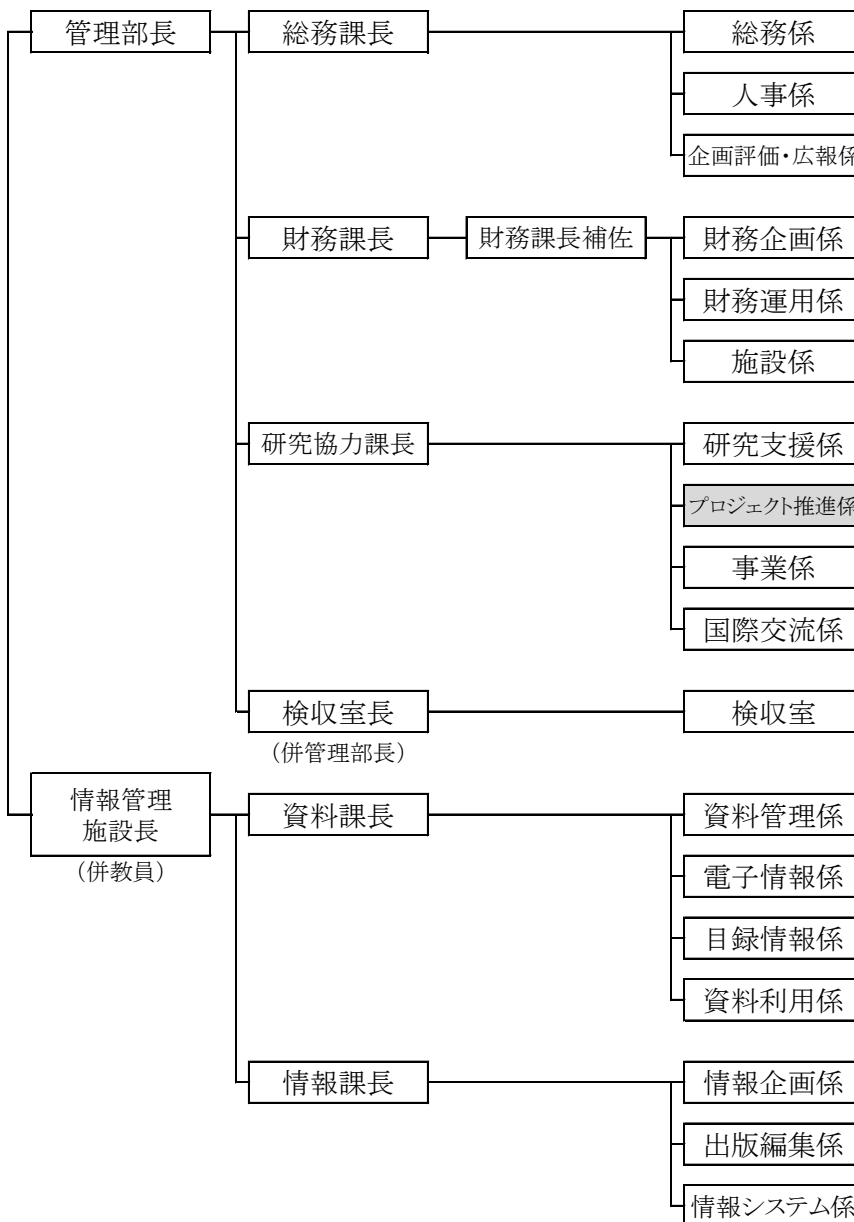 管理部長
総務課長
総務係
人事係
企画評価・広報係
財務課長
財務課長補佐
財務企画係
財務運用係
施設係
研究協力課長
研究支援係
プロジェクト推進係
事業係
国際交流係
検収室長
(併管理部長)
検収室
情報管理
施設長
(併教員)
資料課長
資料管理係
電子情報係
目録情報係
資料利用係
情報課長
情報企画係
出版編集係
情報システム係